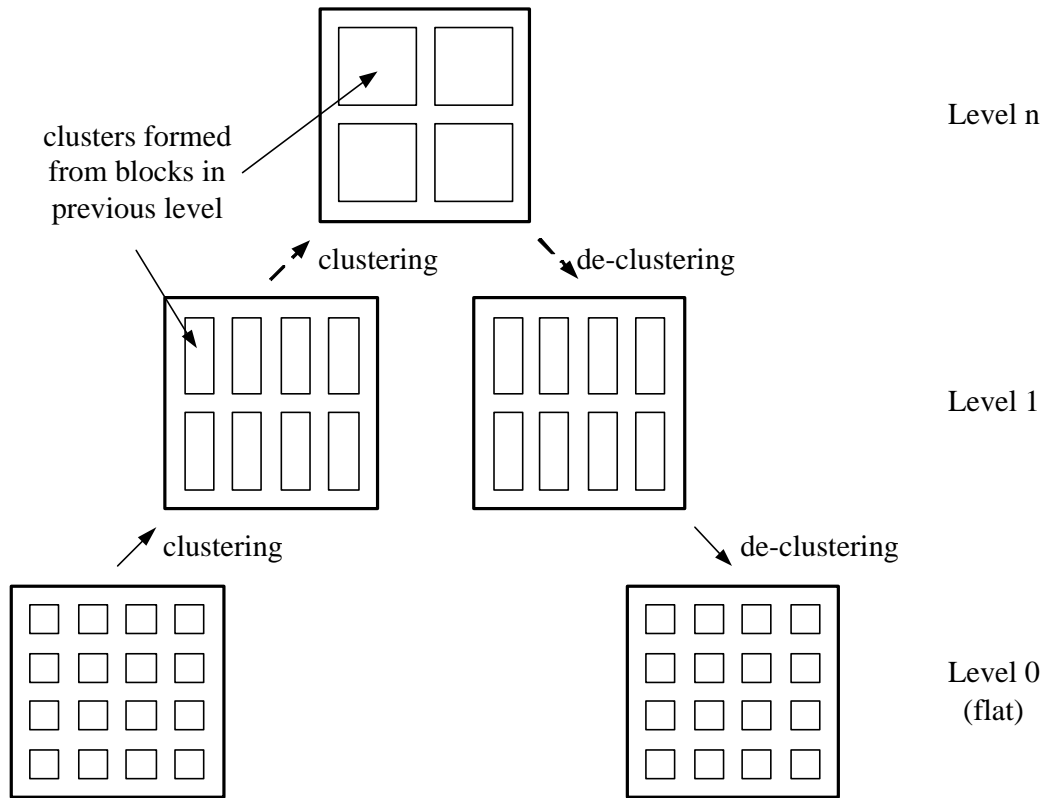 Level n
clusters formed
from blocks in
previous level
clustering
de-clustering
Level 1
clustering
de-clustering
Level 0
(flat)